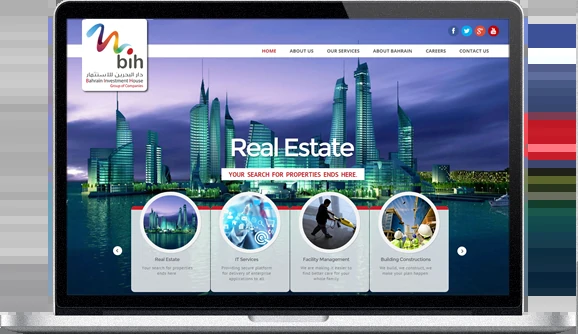 bih
دار البحرين للاستثمار
Bahrain Investment House
Group of Companies
HOME ABOUT US OUR SERVICES ABOUT BAHRAIN CAREERS CONTACT US
Real Estate
YOUR SEARCH FOR PROPERTIES ENDS HERE.
Real Estate
Your search for properties
ends here
IT Services
Providing secure platform
for delivery of enterprise
applications to all
Facility Management
We are making it easier to
find better care for your
whole family
Building Constructions
We build, we construct, we
make your plan happen